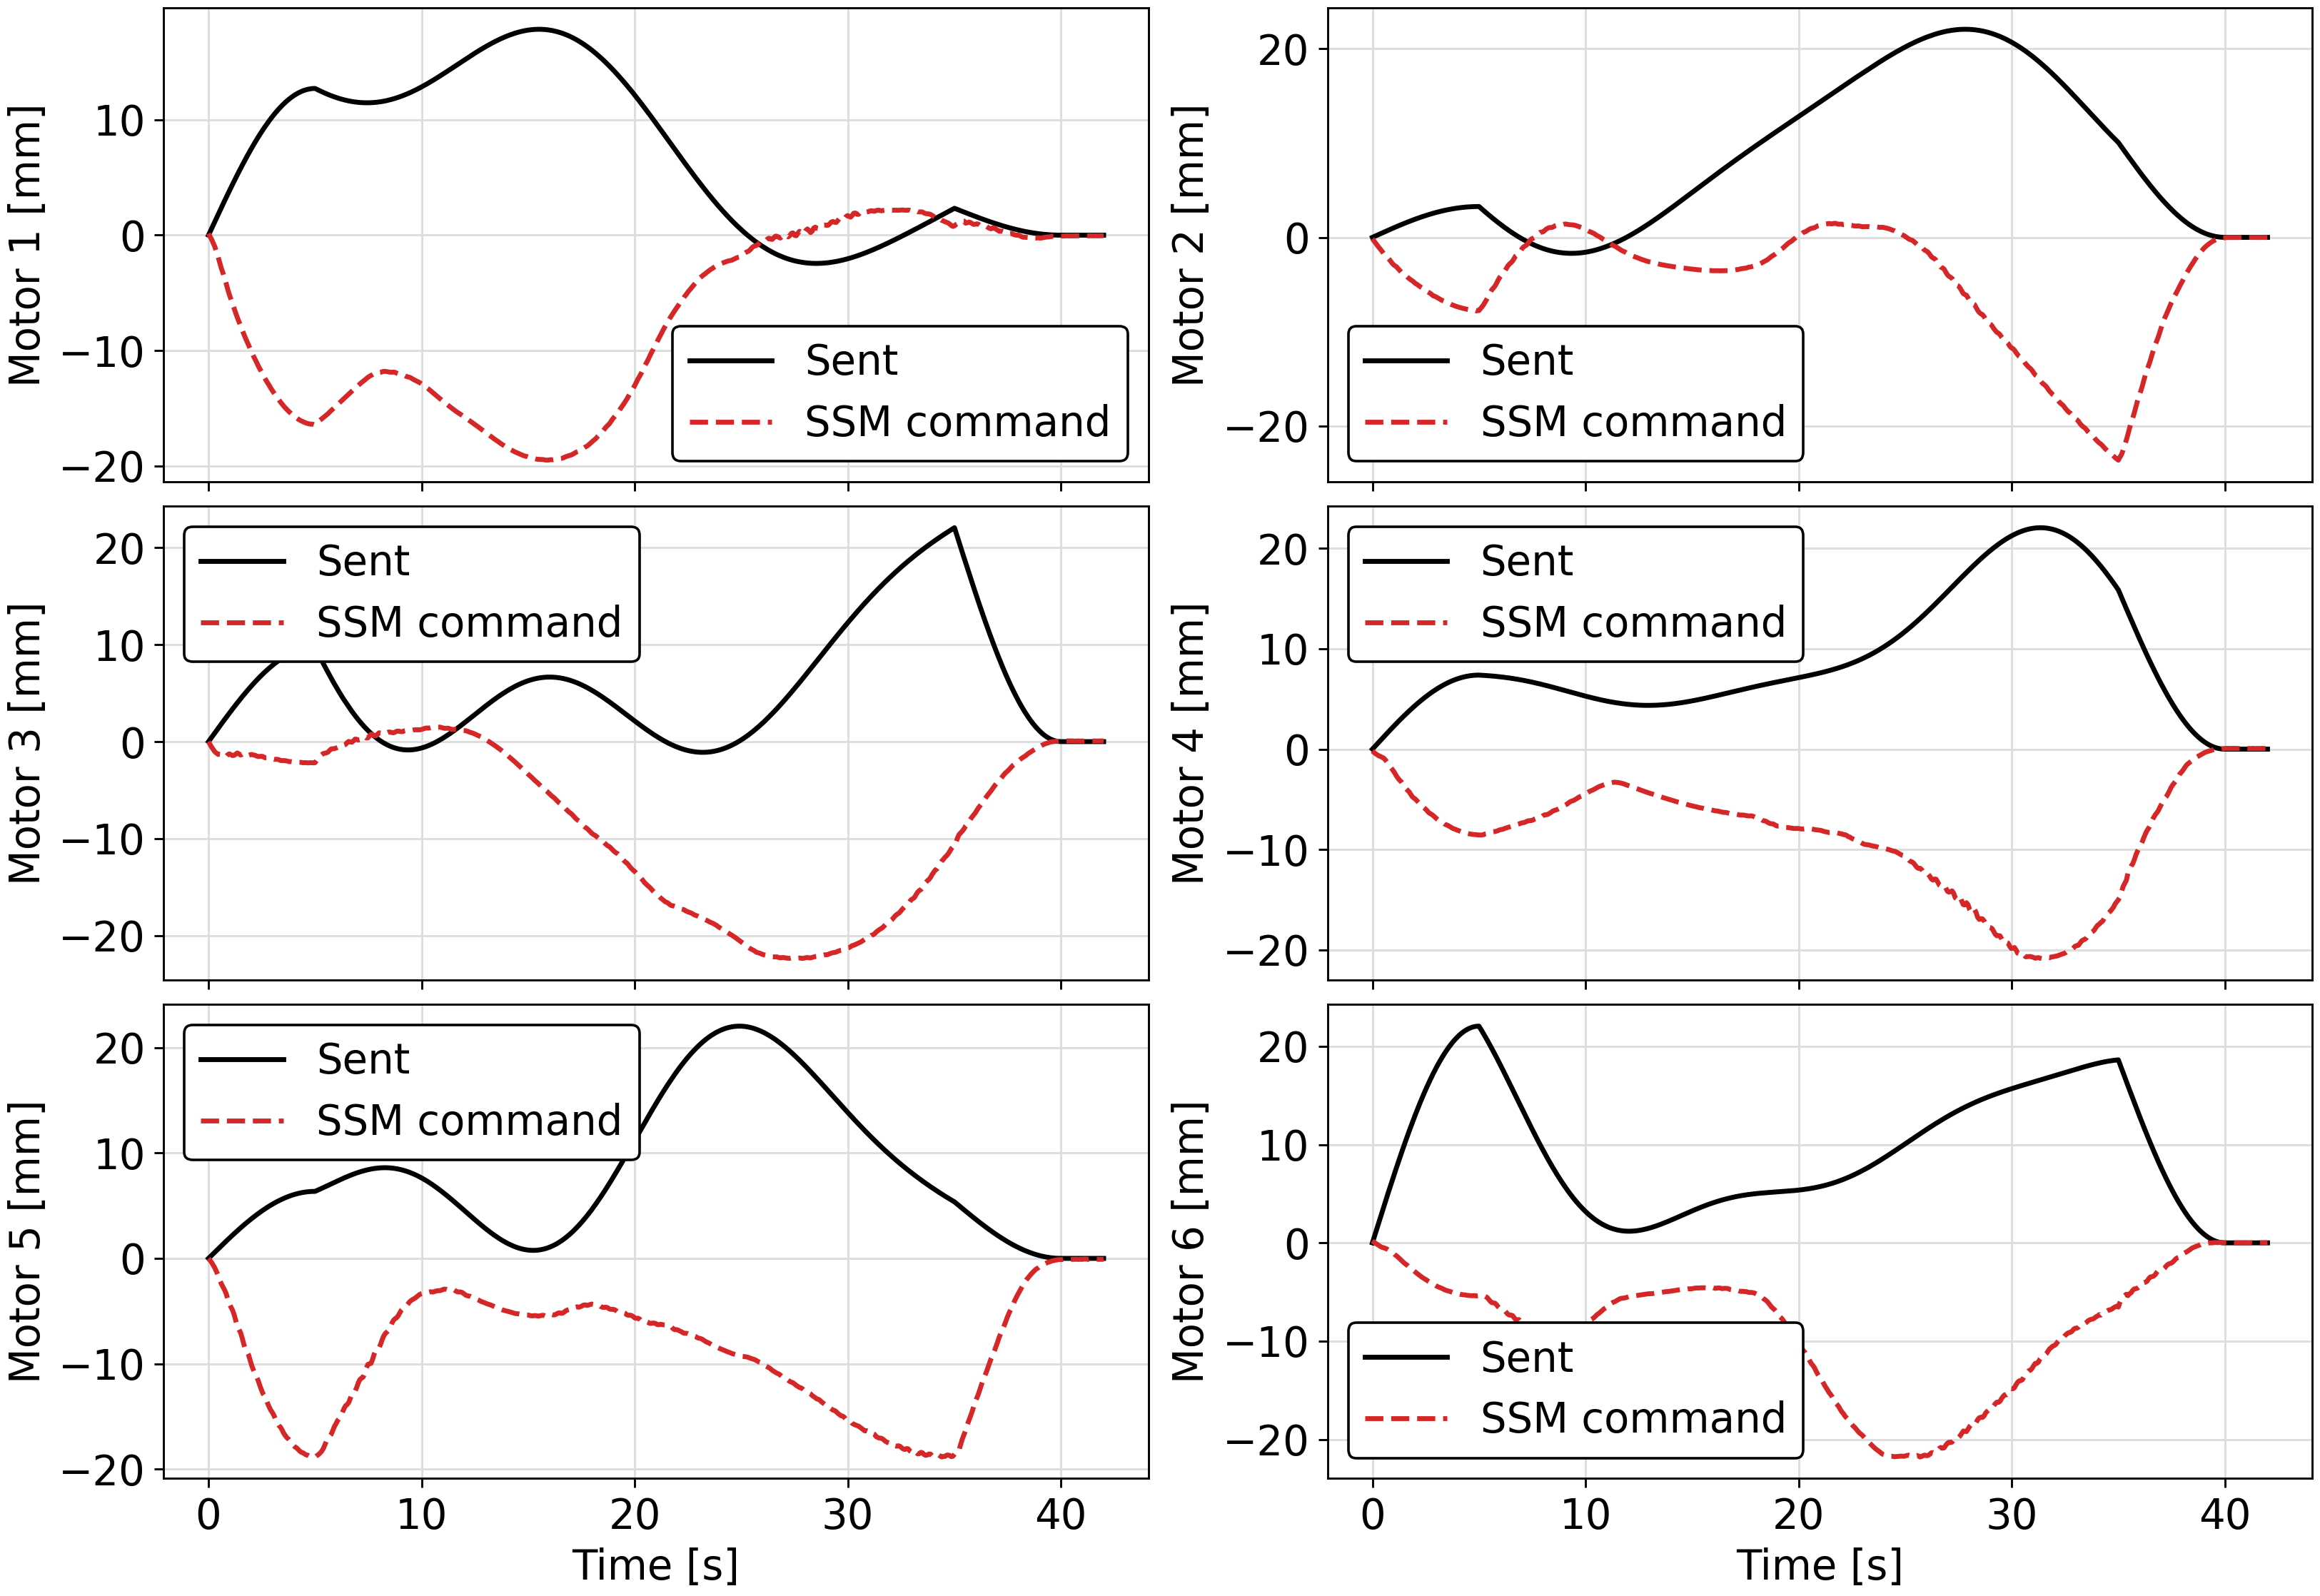 Motor 1 [mm]
10
0
−10
−20
Sent
SSM command
Motor 2 [mm]
20
0
−20
Sent
SSM command
Motor 3 [mm]
20
10
0
−10
−20
Sent
SSM command
Motor 4 [mm]
20
10
0
−10
−20
Sent
SSM command
Motor 5 [mm]
20
10
0
−10
−20
Sent
SSM command
0 10 20 30 40
Time [s]
Motor 6 [mm]
20
10
0
−10
−20
Sent
SSM command
0 10 20 30 40
Time [s]